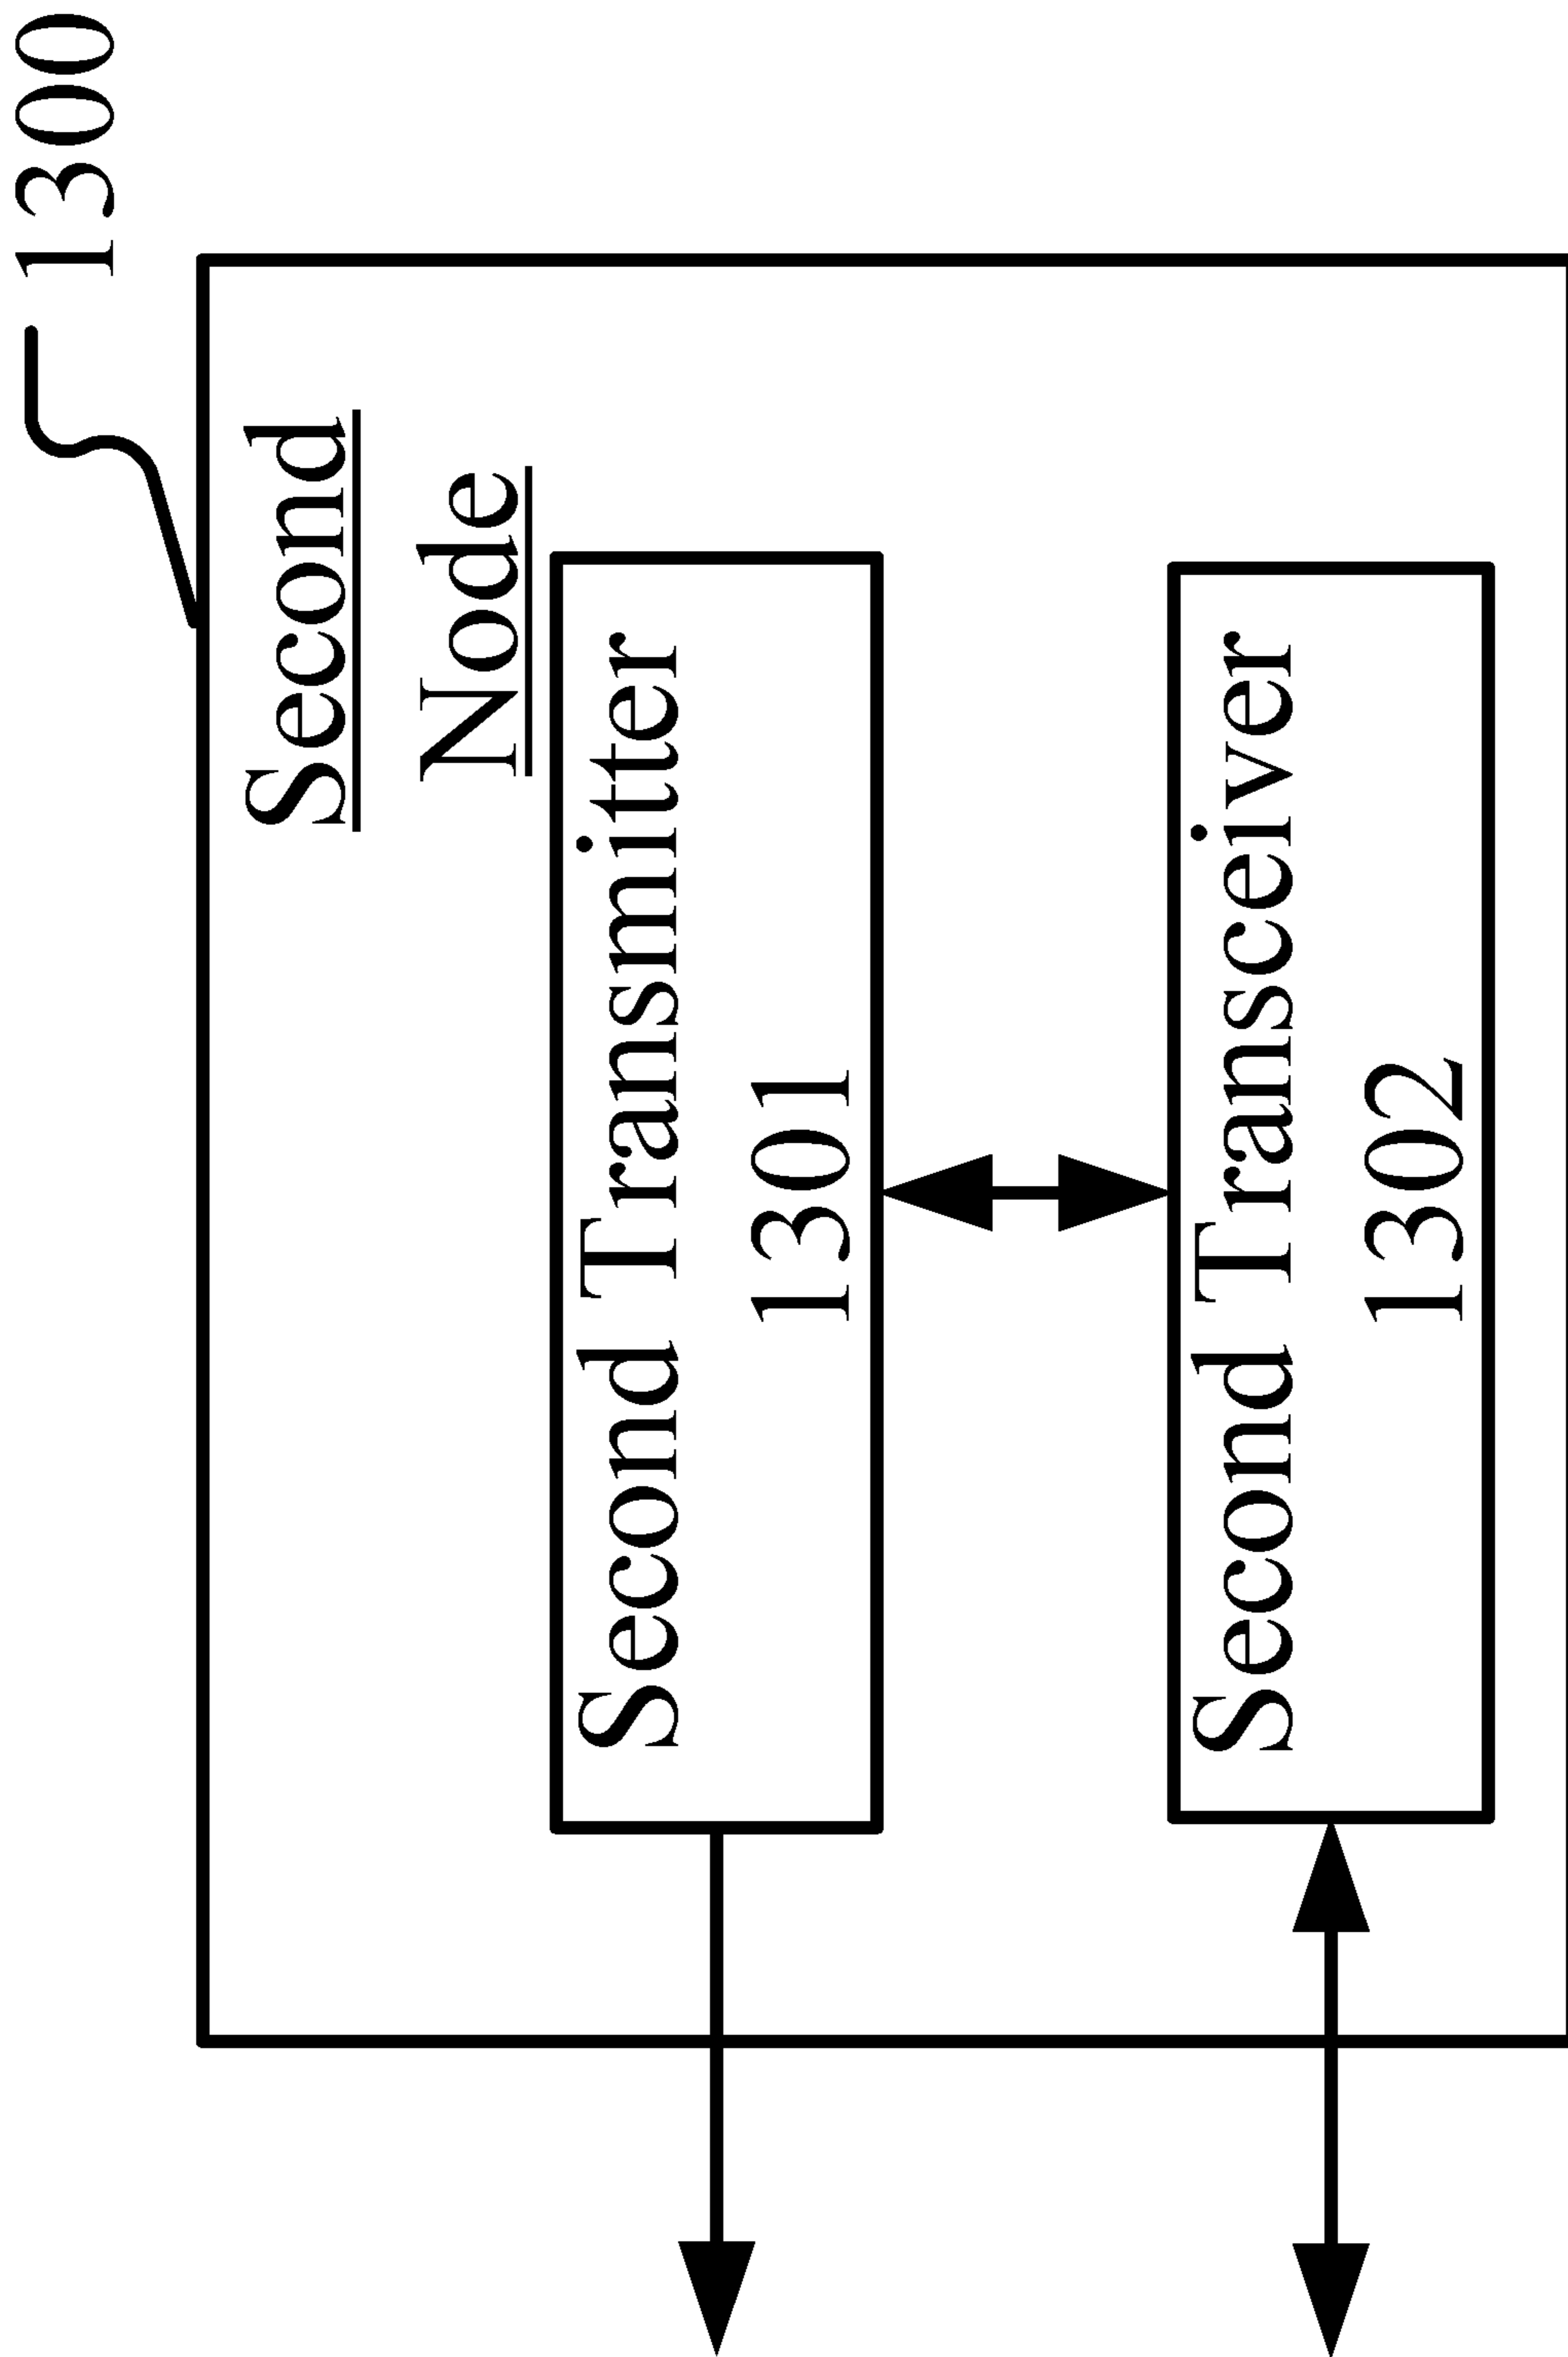 1300
Second
Node
Second Transmitter
1301
Second Transceiver
1302